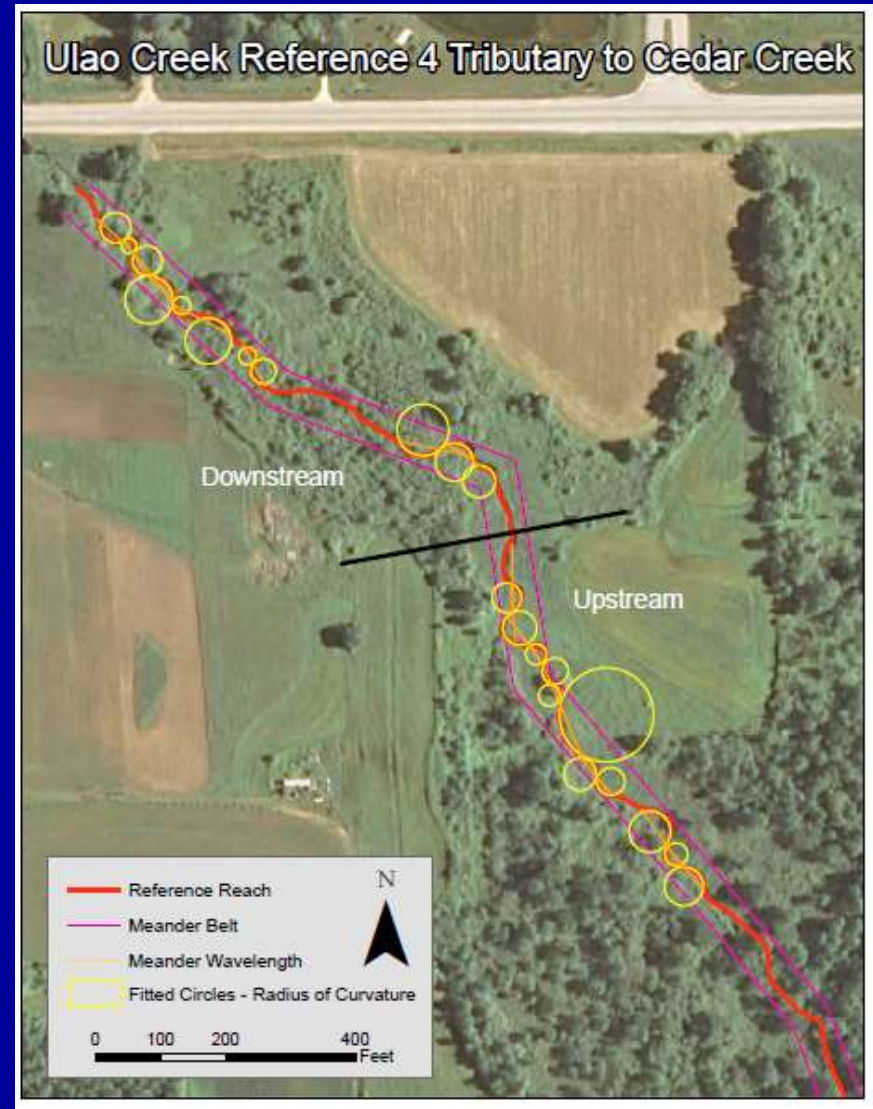 Ulao Creek Reference 4 Tributary to Cedar Creek
Downstream
Upstream
N
Reference Reach
Meander Belt
Meander Wavelength
Fitted Circles - Radius of Curvature
0 100 200 400
Feet